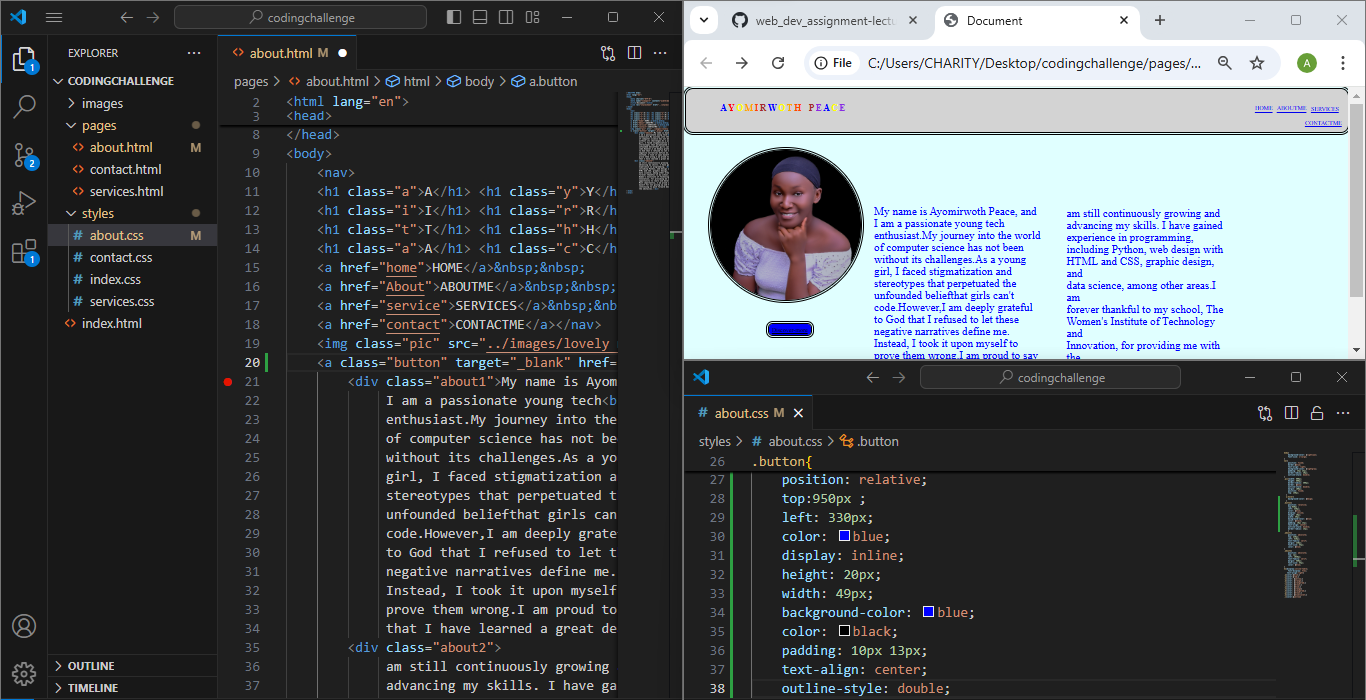 codingchallenge
EXPLORER
CODINGCHALLENGE
images
pages
about.html M
contact.html
services.html
styles
about.css M
contact.css
index.css
services.css
index.html
OUTLINE
TIMELINE
1
2
1
about.html M
pages > about.html > html > body > a.button
2 <html lang="en">
3 <head>
8 </head>
9 <body>
10 <nav>
11 <h1 class="a">A</h1> <h1 class="y">Y</h
12 <h1 class="i">I</h1> <h1 class="r">R</h
13 <h1 class="t">T</h1> <h1 class="h">H</h
14 <h1 class="a">A</h1> <h1 class="c">C</h
15 <a href="home">HOME</a>&nbsp;&nbsp;
16 <a href="About">ABOUTME</a>&nbsp;&nbsp;
17 <a href="service">SERVICES</a>&nbsp;&nb
18 <a href="contact">CONTACTME</a></nav>
19 <img class="pic" src="../images/lovely
20 <a class="button" target="_blank" href=
21 <div class="about1">My name is Ayom
22 I am a passionate young tech<b
23 enthusiast.My journey into the
24 of computer science has not be
25 without its challenges.As a yo
26 girl, I faced stigmatization a
27 stereotypes that perpetuated t
28 unfounded beliefthat girls can
29 code.However,I am deeply grate
30 to God that I refused to let t
31 negative narratives define me.
32 Instead, I took it upon myself
33 prove them wrong.I am proud to
34 that I have learned a great de
35 <div class="about2">
36 am still continuously growing
37 advancing my skills. I have ga
web_dev_assignment-lectu
Document
File
C:/Users/CHARITY/Desktop/codingchallenge/pages/...
A
AYOMIRWOTH PEACE
HOME ABOUTME SERVICES
CONTACTME
My name is Ayomirwoth Peace, and
I am a passionate young tech
enthusiast.My journey into the world
of computer science has not been
without its challenges.As a young
girl, I faced stigmatization and
stereotypes that perpetuated the
unfounded beliefthat girls can't
code.However,I am deeply grateful
to God that I refused to let these
negative narratives define me.
Instead, I took it upon myself to
prove them wrong.I am proud to say
am still continuously growing and
advancing my skills. I have gained
experience in programming,
including Python, web design with
HTML and CSS, graphic design,
and
data science, among other areas.I
am
forever thankful to my school, The
Women's Institute of Technology
and
Innovation, for providing me with
the
codingchallenge
about.css M
styles > about.css > .button
26 .button{
27 position: relative;
28 top:950px ;
29 left: 330px;
30 color: blue;
31 display: inline;
32 height: 20px;
33 width: 49px;
34 background-color: blue;
35 color: black;
36 padding: 10px 13px;
37 text-align: center;
38 outline-style: double;